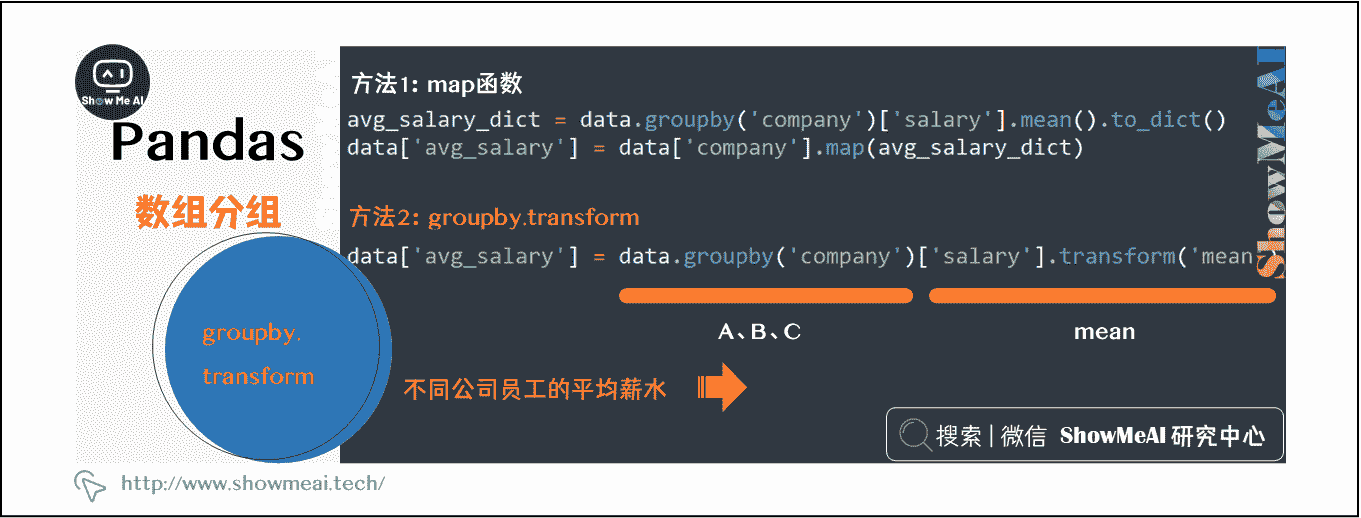 Show Me AI
Pandas
数组分组
groupby.
transform
方法1: map函数
avg_salary_dict = data.groupby('company')['salary'].mean().to_dict()
data['avg_salary'] = data['company'].map(avg_salary_dict)
方法2: groupby.transform
data['avg_salary'] = data.groupby('company')['salary'].transform('mean
A、B、C
mean
不同公司员工的平均薪水
搜索 | 微信 ShowMeAI 研究中心
ShowMeAI
http://www.showmeai.tech/